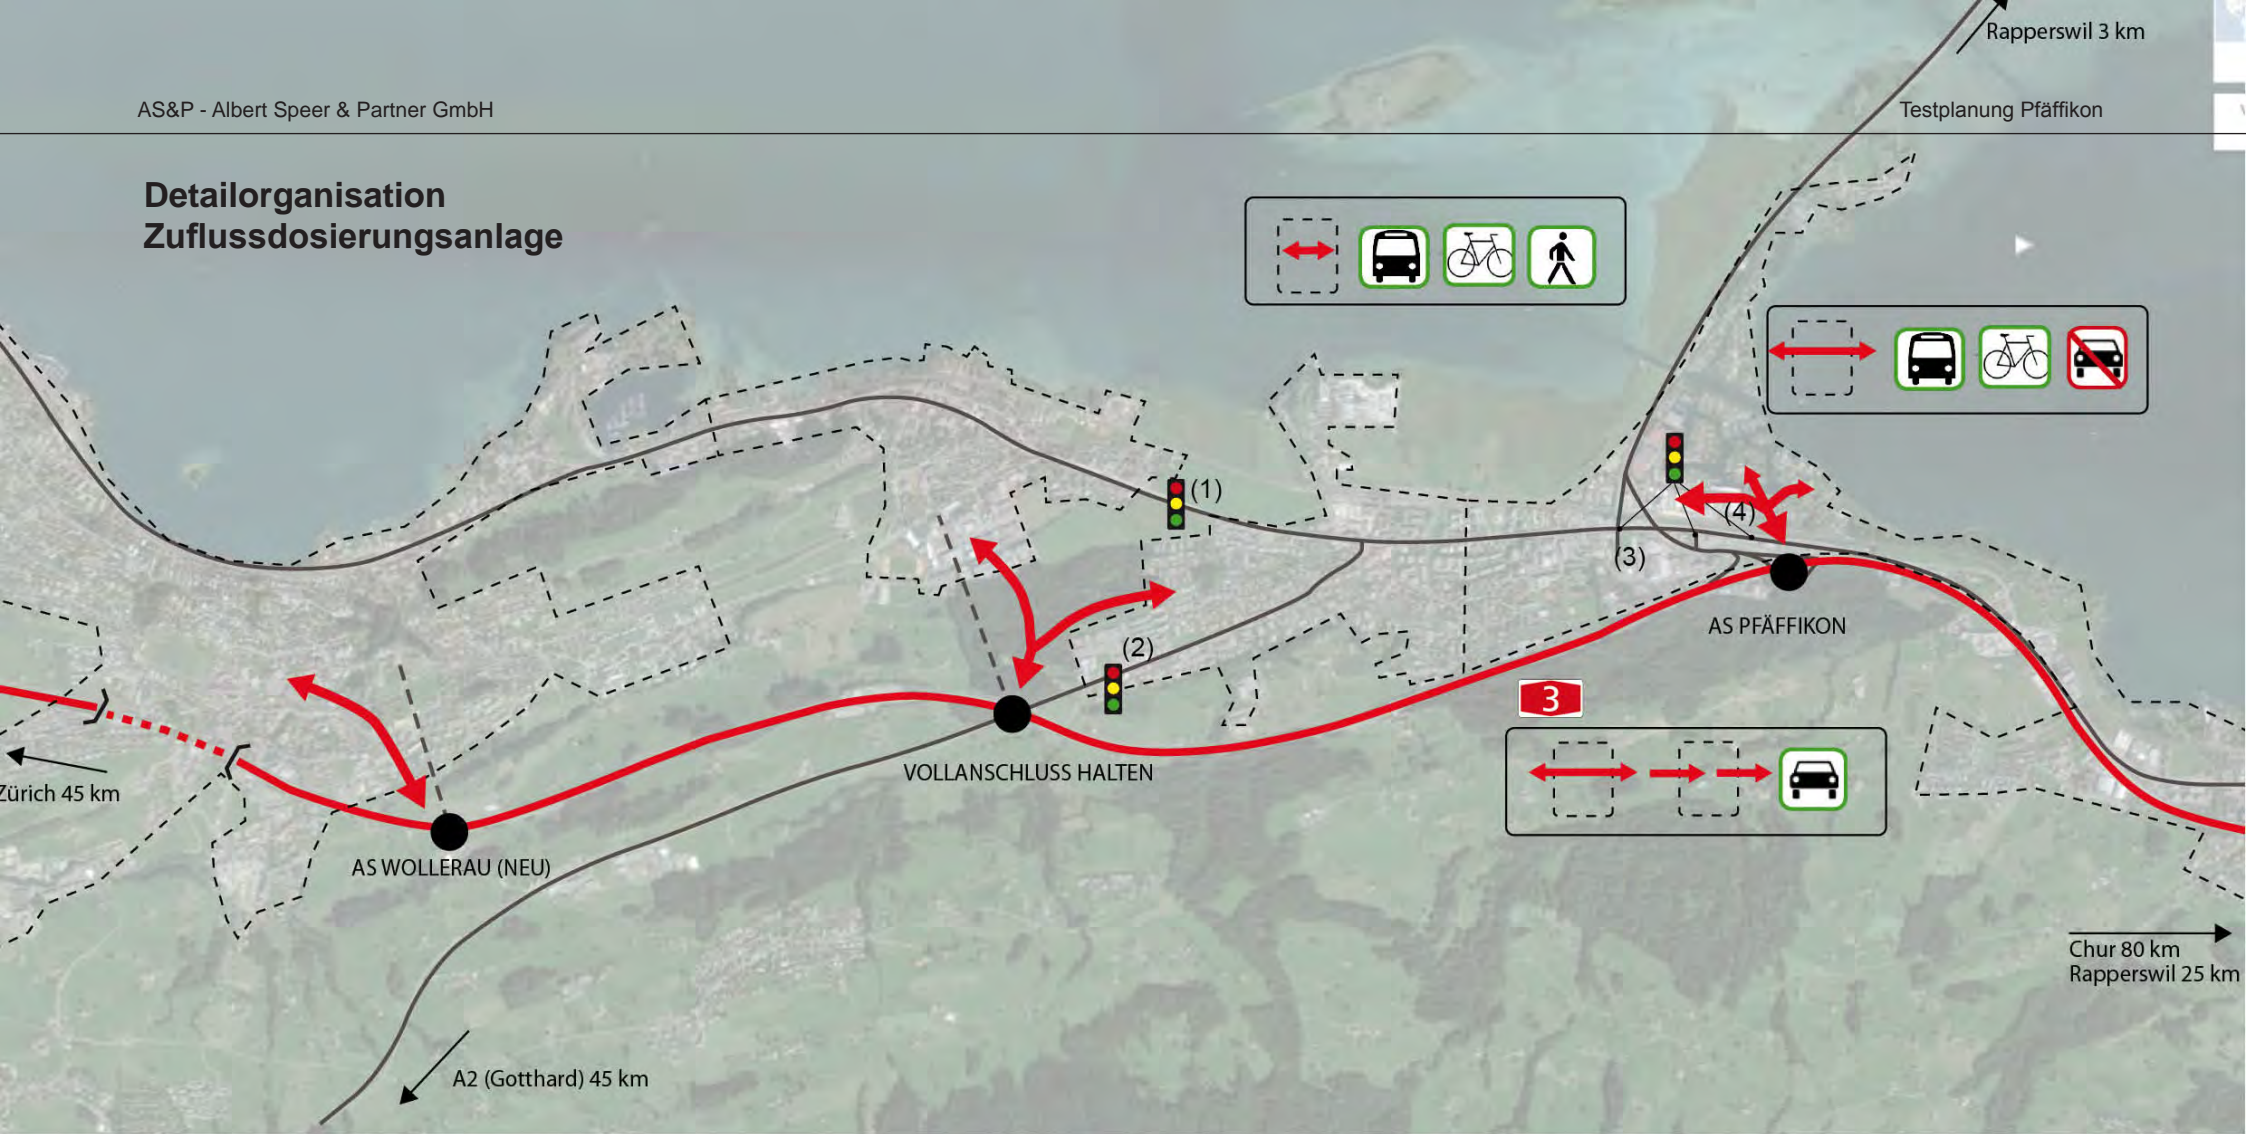 Rapperswil 3 km
AS&P - Albert Speer & Partner GmbH
Testplanung Pfäffikon
Detailorganisation
Zuflussdosierungsanlage
(1)
(4)
(3)
AS PFÄFFIKON
(2)
3
VOLLANSCHLUSS HALTEN
Zürich 45 km
AS WOLLERAU (NEU)
Chur 80 km
Rapperswil 25 km
A2 (Gotthard) 45 km